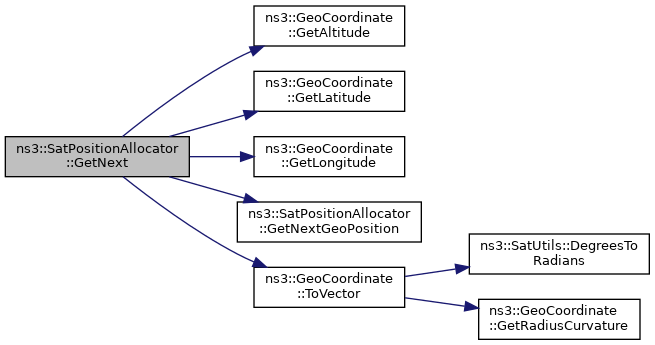 ns3::SatPositionAllocator
::GetNext
ns3::GeoCoordinate
::GetAltitude
ns3::GeoCoordinate
::GetLatitude
ns3::GeoCoordinate
::GetLongitude
ns3::SatPositionAllocator
::GetNextGeoPosition
ns3::GeoCoordinate
::ToVector
ns3::SatUtils::DegreesTo
Radians
ns3::GeoCoordinate
::GetRadiusCurvature